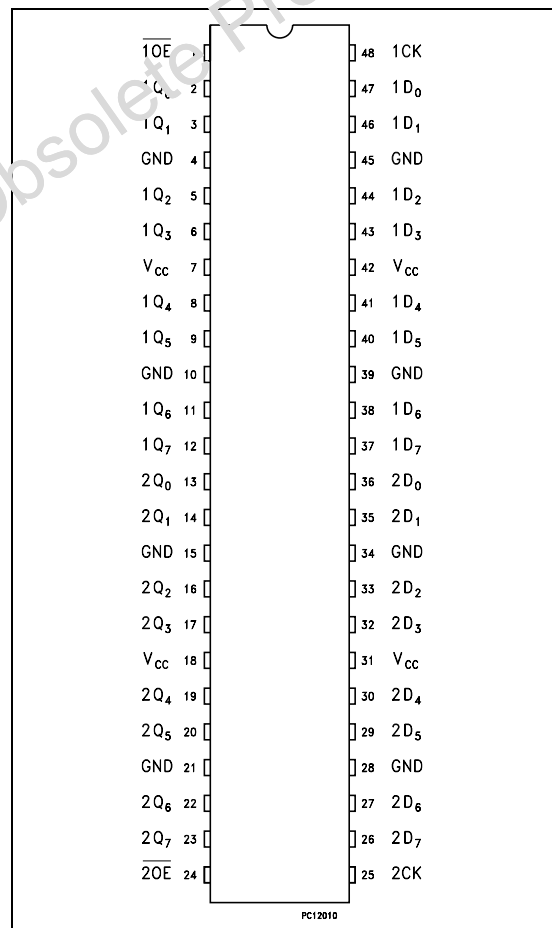 Obsolete Pro
1OE 1 48 1CK
1Q0 2 47 1D0
1Q1 3 46 1D1
GND 4 45 GND
1Q2 5 44 1D2
1Q3 6 43 1D3
VCC 7 42 VCC
1Q4 8 41 1D4
1Q5 9 40 1D5
GND 10 39 GND
1Q6 11 38 1D6
1Q7 12 37 1D7
2Q0 13 36 2D0
2Q1 14 35 2D1
GND 15 34 GND
2Q2 16 33 2D2
2Q3 17 32 2D3
VCC 18 31 VCC
2Q4 19 30 2D4
2Q5 20 29 2D5
GND 21 28 GND
2Q6 22 27 2D6
2Q7 23 26 2D7
2OE 24 25 2CK
PC12010